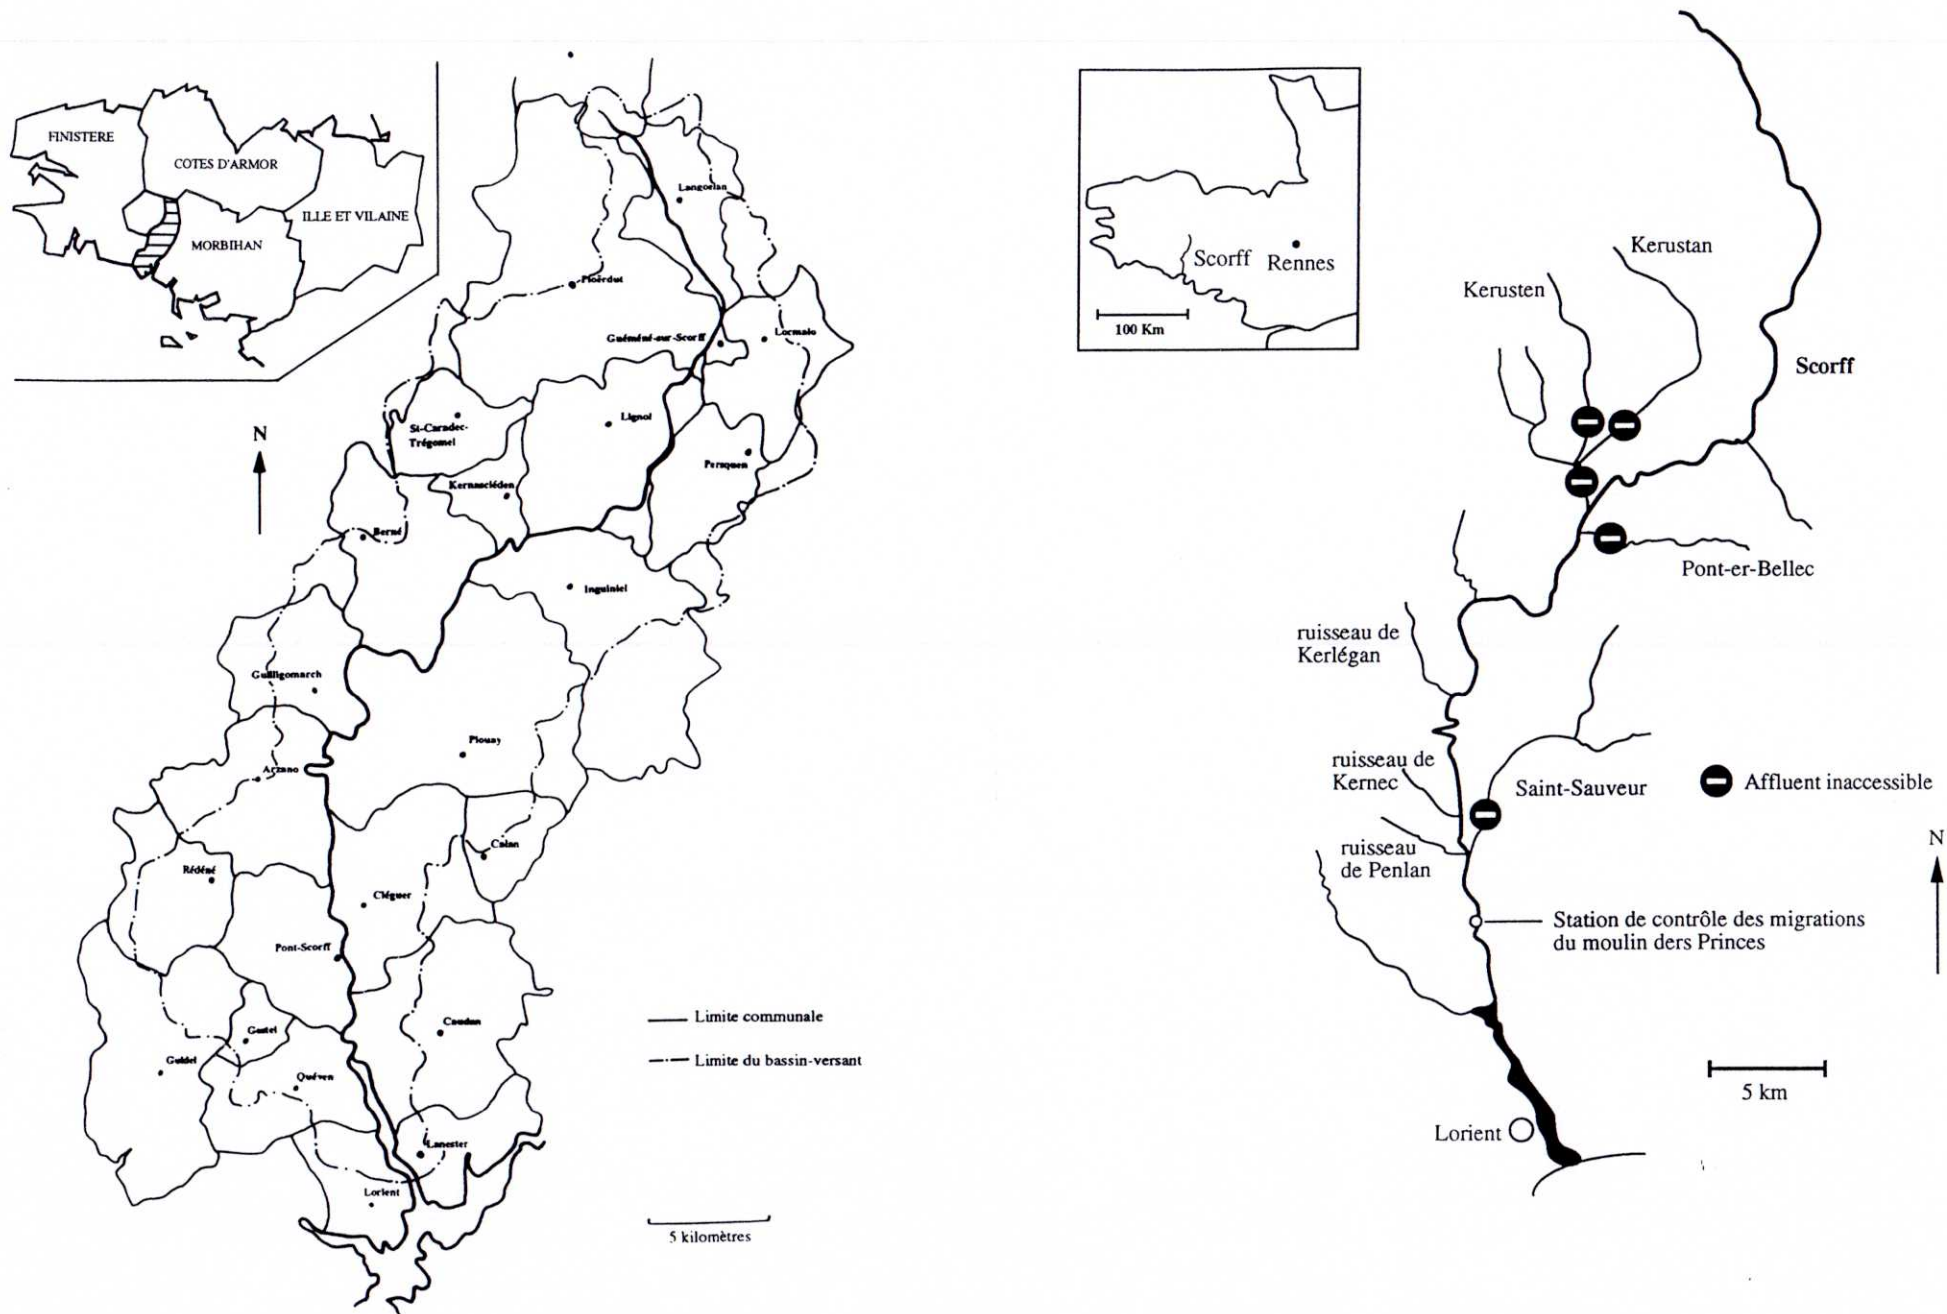 FINISTERE
COTES D'ARMOR
ILLE ET VILAINE
MORBIHAN
N
Langoelan
Ploërdut
Guéméné-sur-Scorff
Locmalo
St-Caradec-
Trégomel
Lignol
Persquen
Kernascléden
Berné
Inguiniel
Guilligomarch
Plouay
Arzano
Calan
Rédéné
Cléguer
Pont-Scorff
Caudan
Gestel
Guidel
Quéven
Lanester
Lorient
Limite communale
Limite du bassin-versant
5 kilomètres
Scorff Rennes
100 Km
Kerustan
Kerusten
Scorff
Pont-er-Bellec
ruisseau de
Kerlégan
ruisseau de
Kernec
Saint-Sauveur
Affluent inaccessible
ruisseau
de Penlan
N
Station de contrôle des migrations
du moulin ders Princes
5 km
Lorient